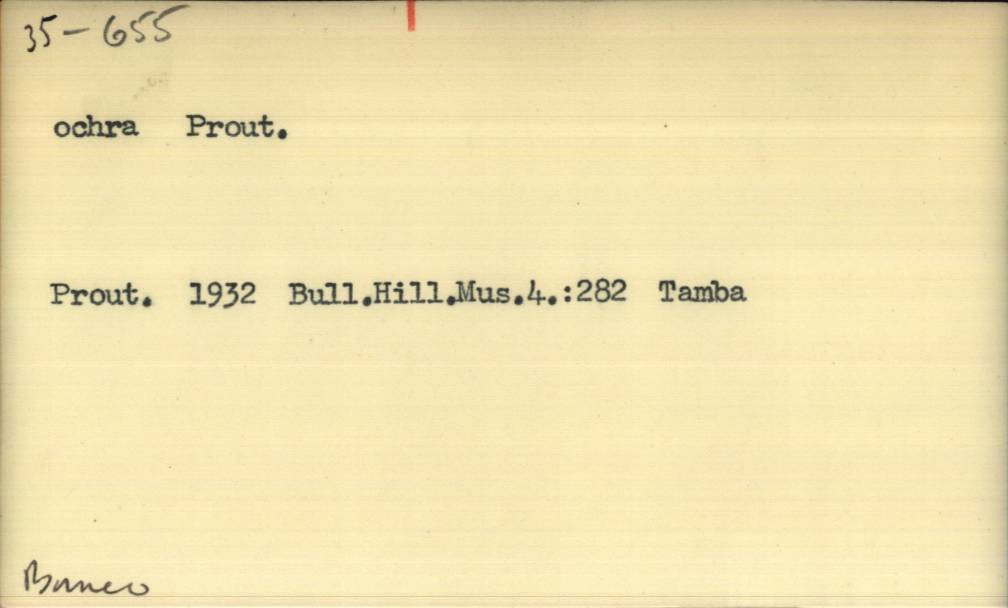 35-655
ochra Prout.
Prout. 1932 Bull.Hill.Mus.4.:282 Tamba
Borneo